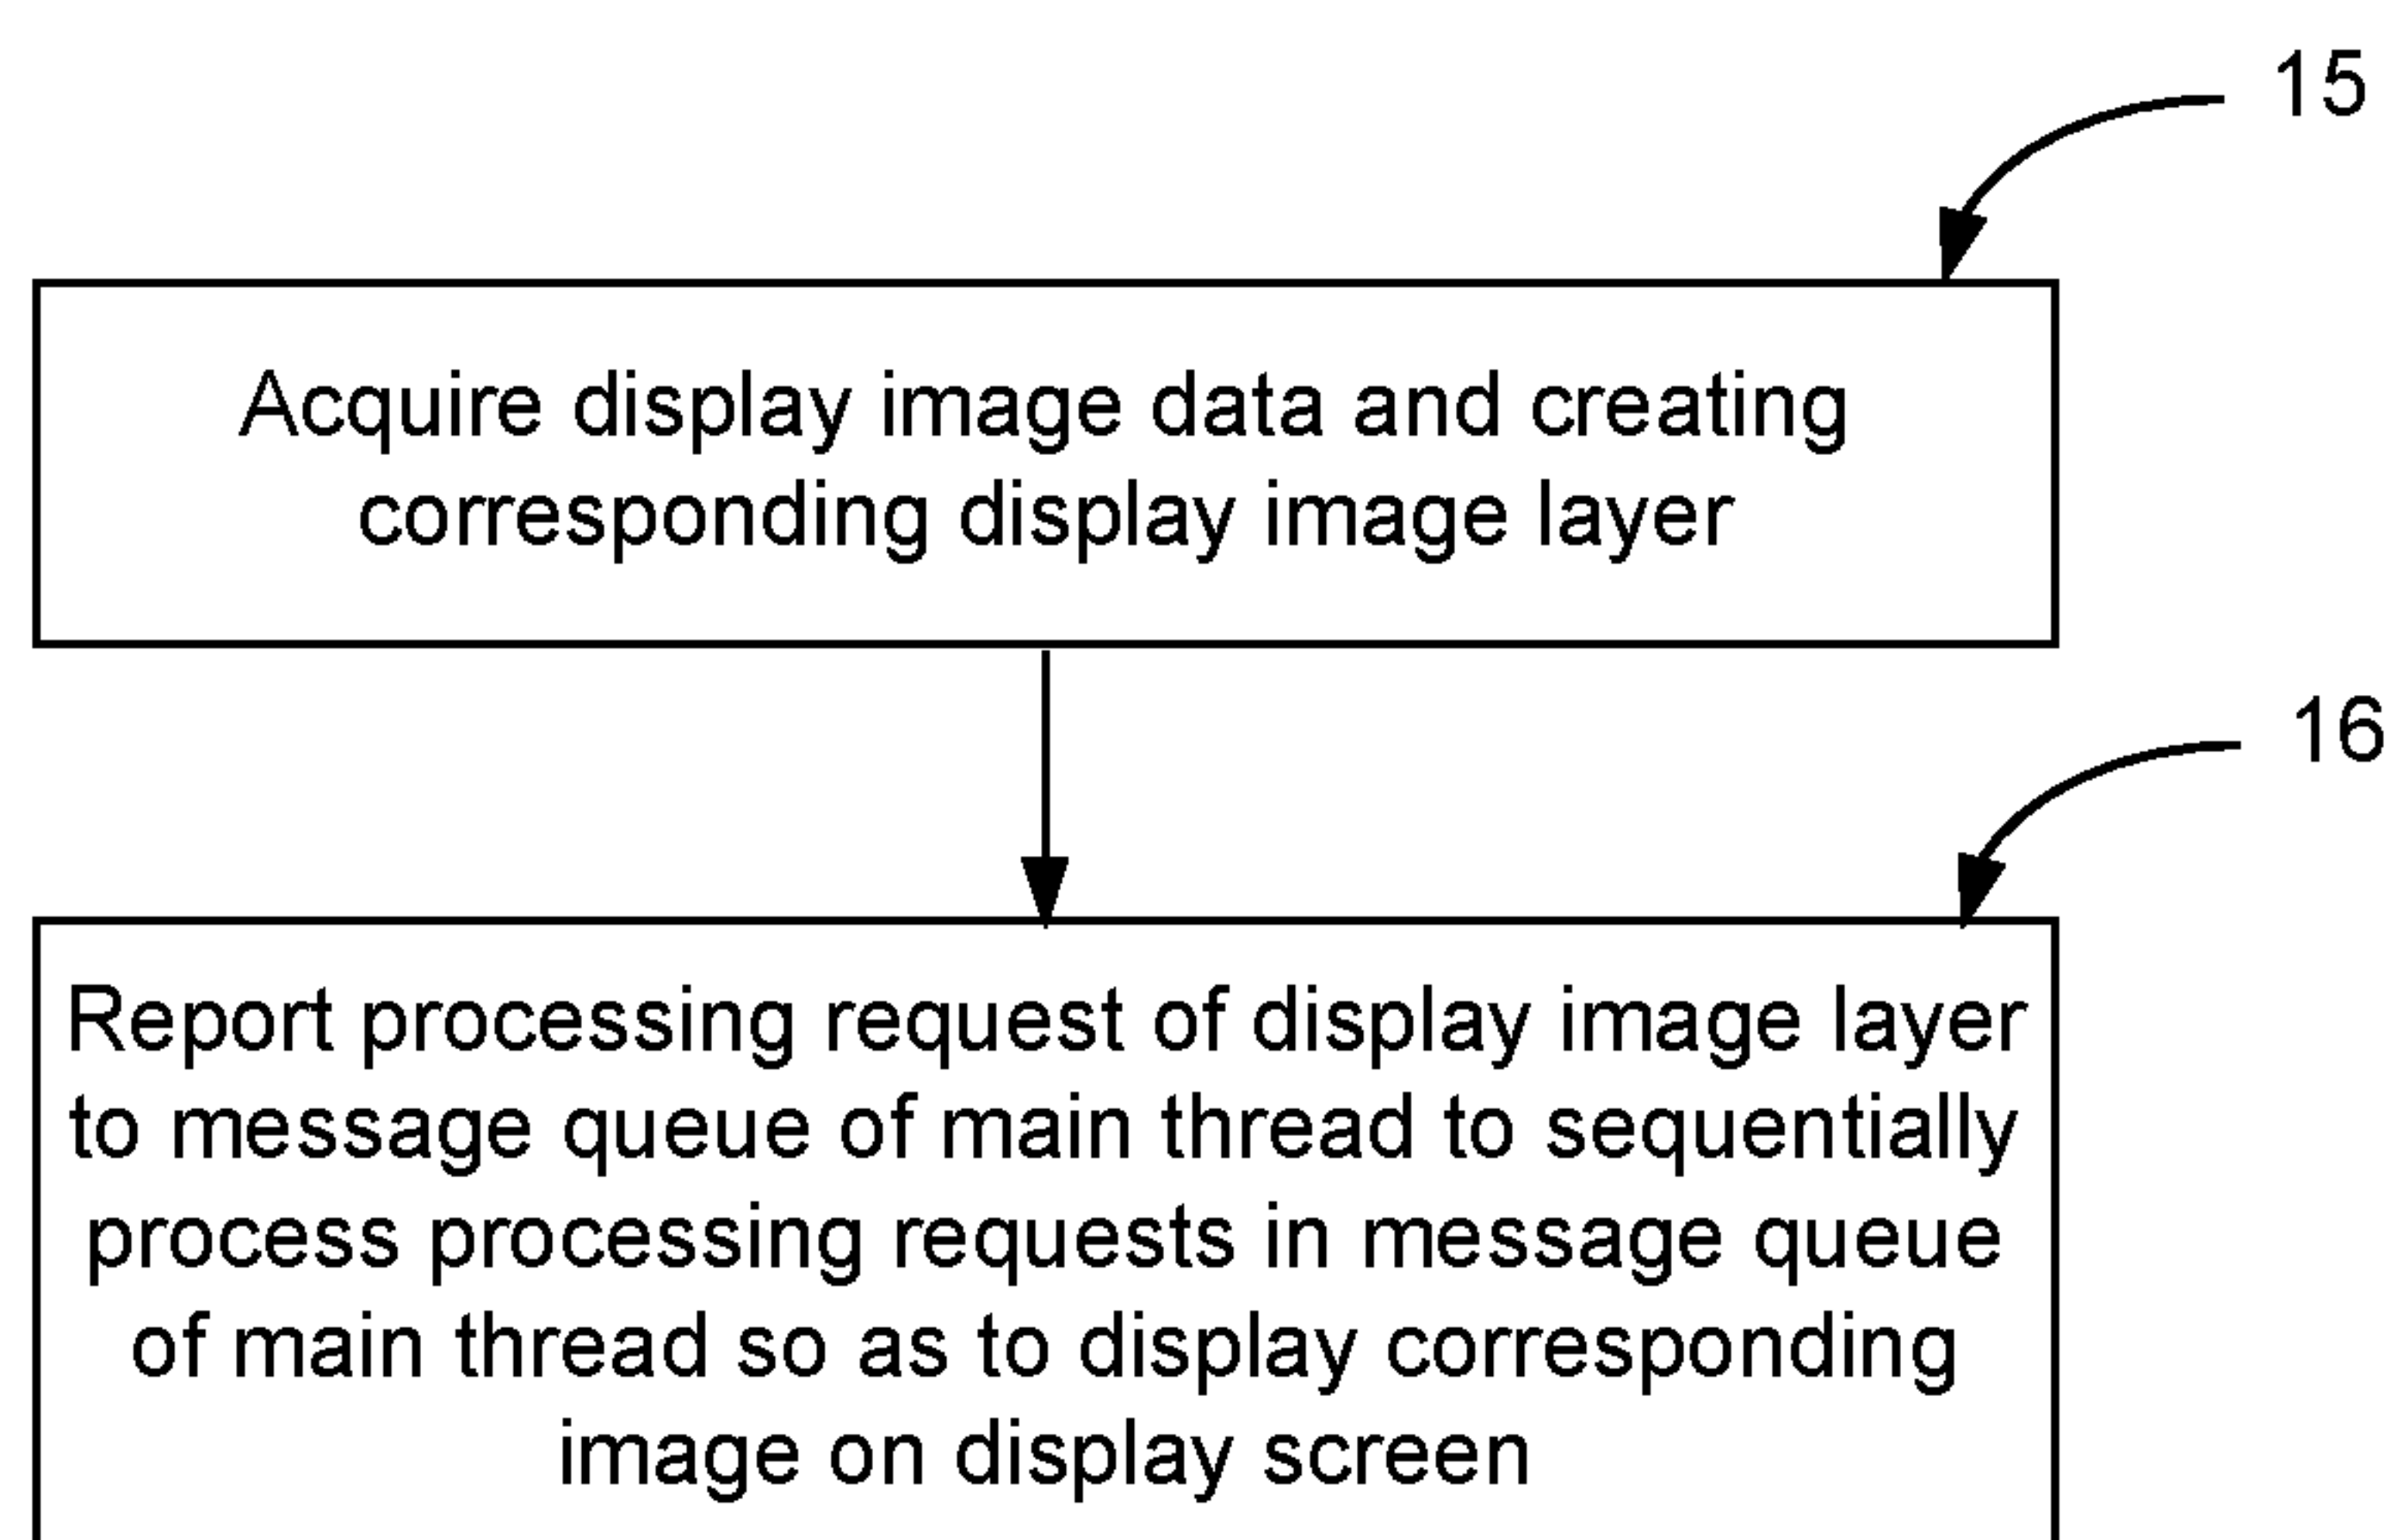 15
Acquire display image data and creating
corresponding display image layer
16
Report processing request of display image layer
to message queue of main thread to sequentially
process processing requests in message queue
of main thread so as to display corresponding
image on display screen